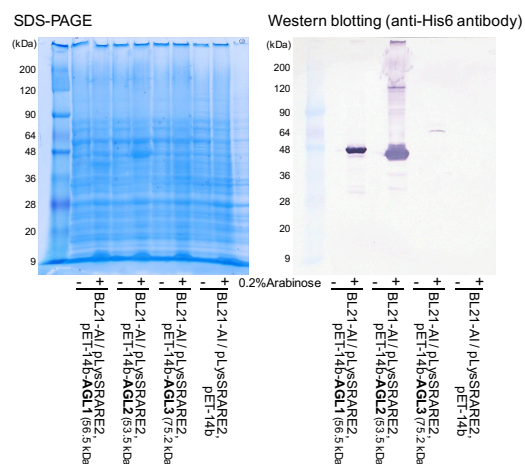 SDS-PAGE
(kDa)
200
120
90
64
48
36
28
20
9
- + - + - + - +
BL21-AI/ pLysSRARE2,
pET-14b-AGL1 (56.5 kDa
BL21-AI/ pLysSRARE2,
pET-14b-AGL2 (53.5 kDa
BL21-AI/ pLysSRARE2,
pET-14b-AGL3 (75.2 kDa
BL21-AI/ pLysSRARE2,
pET-14b
0.2%Arabinose
Western blotting (anti-His6 antibody)
(kDa)
200
120
90
64
48
36
28
20
9
- + - + - + - +
BL21-AI/ pLysSRARE2,
pET-14b-AGL1 (56.5 kDa
BL21-AI/ pLysSRARE2,
pET-14b-AGL2 (53.5 kDa
BL21-AI/ pLysSRARE2,
pET-14b-AGL3 (75.2 kDa
BL21-AI/ pLysSRARE2,
pET-14b